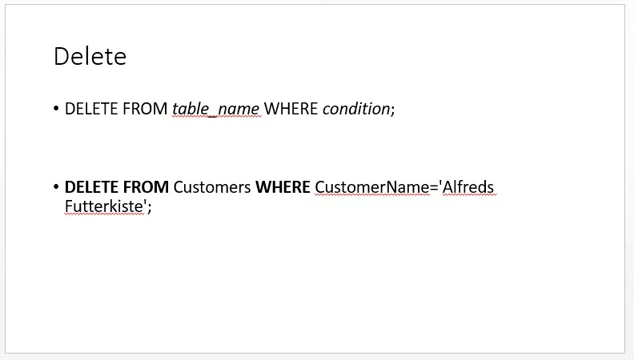 Delete
• DELETE FROM table_name WHERE condition;
• DELETE FROM Customers WHERE CustomerName='Alfreds
Futterkiste';